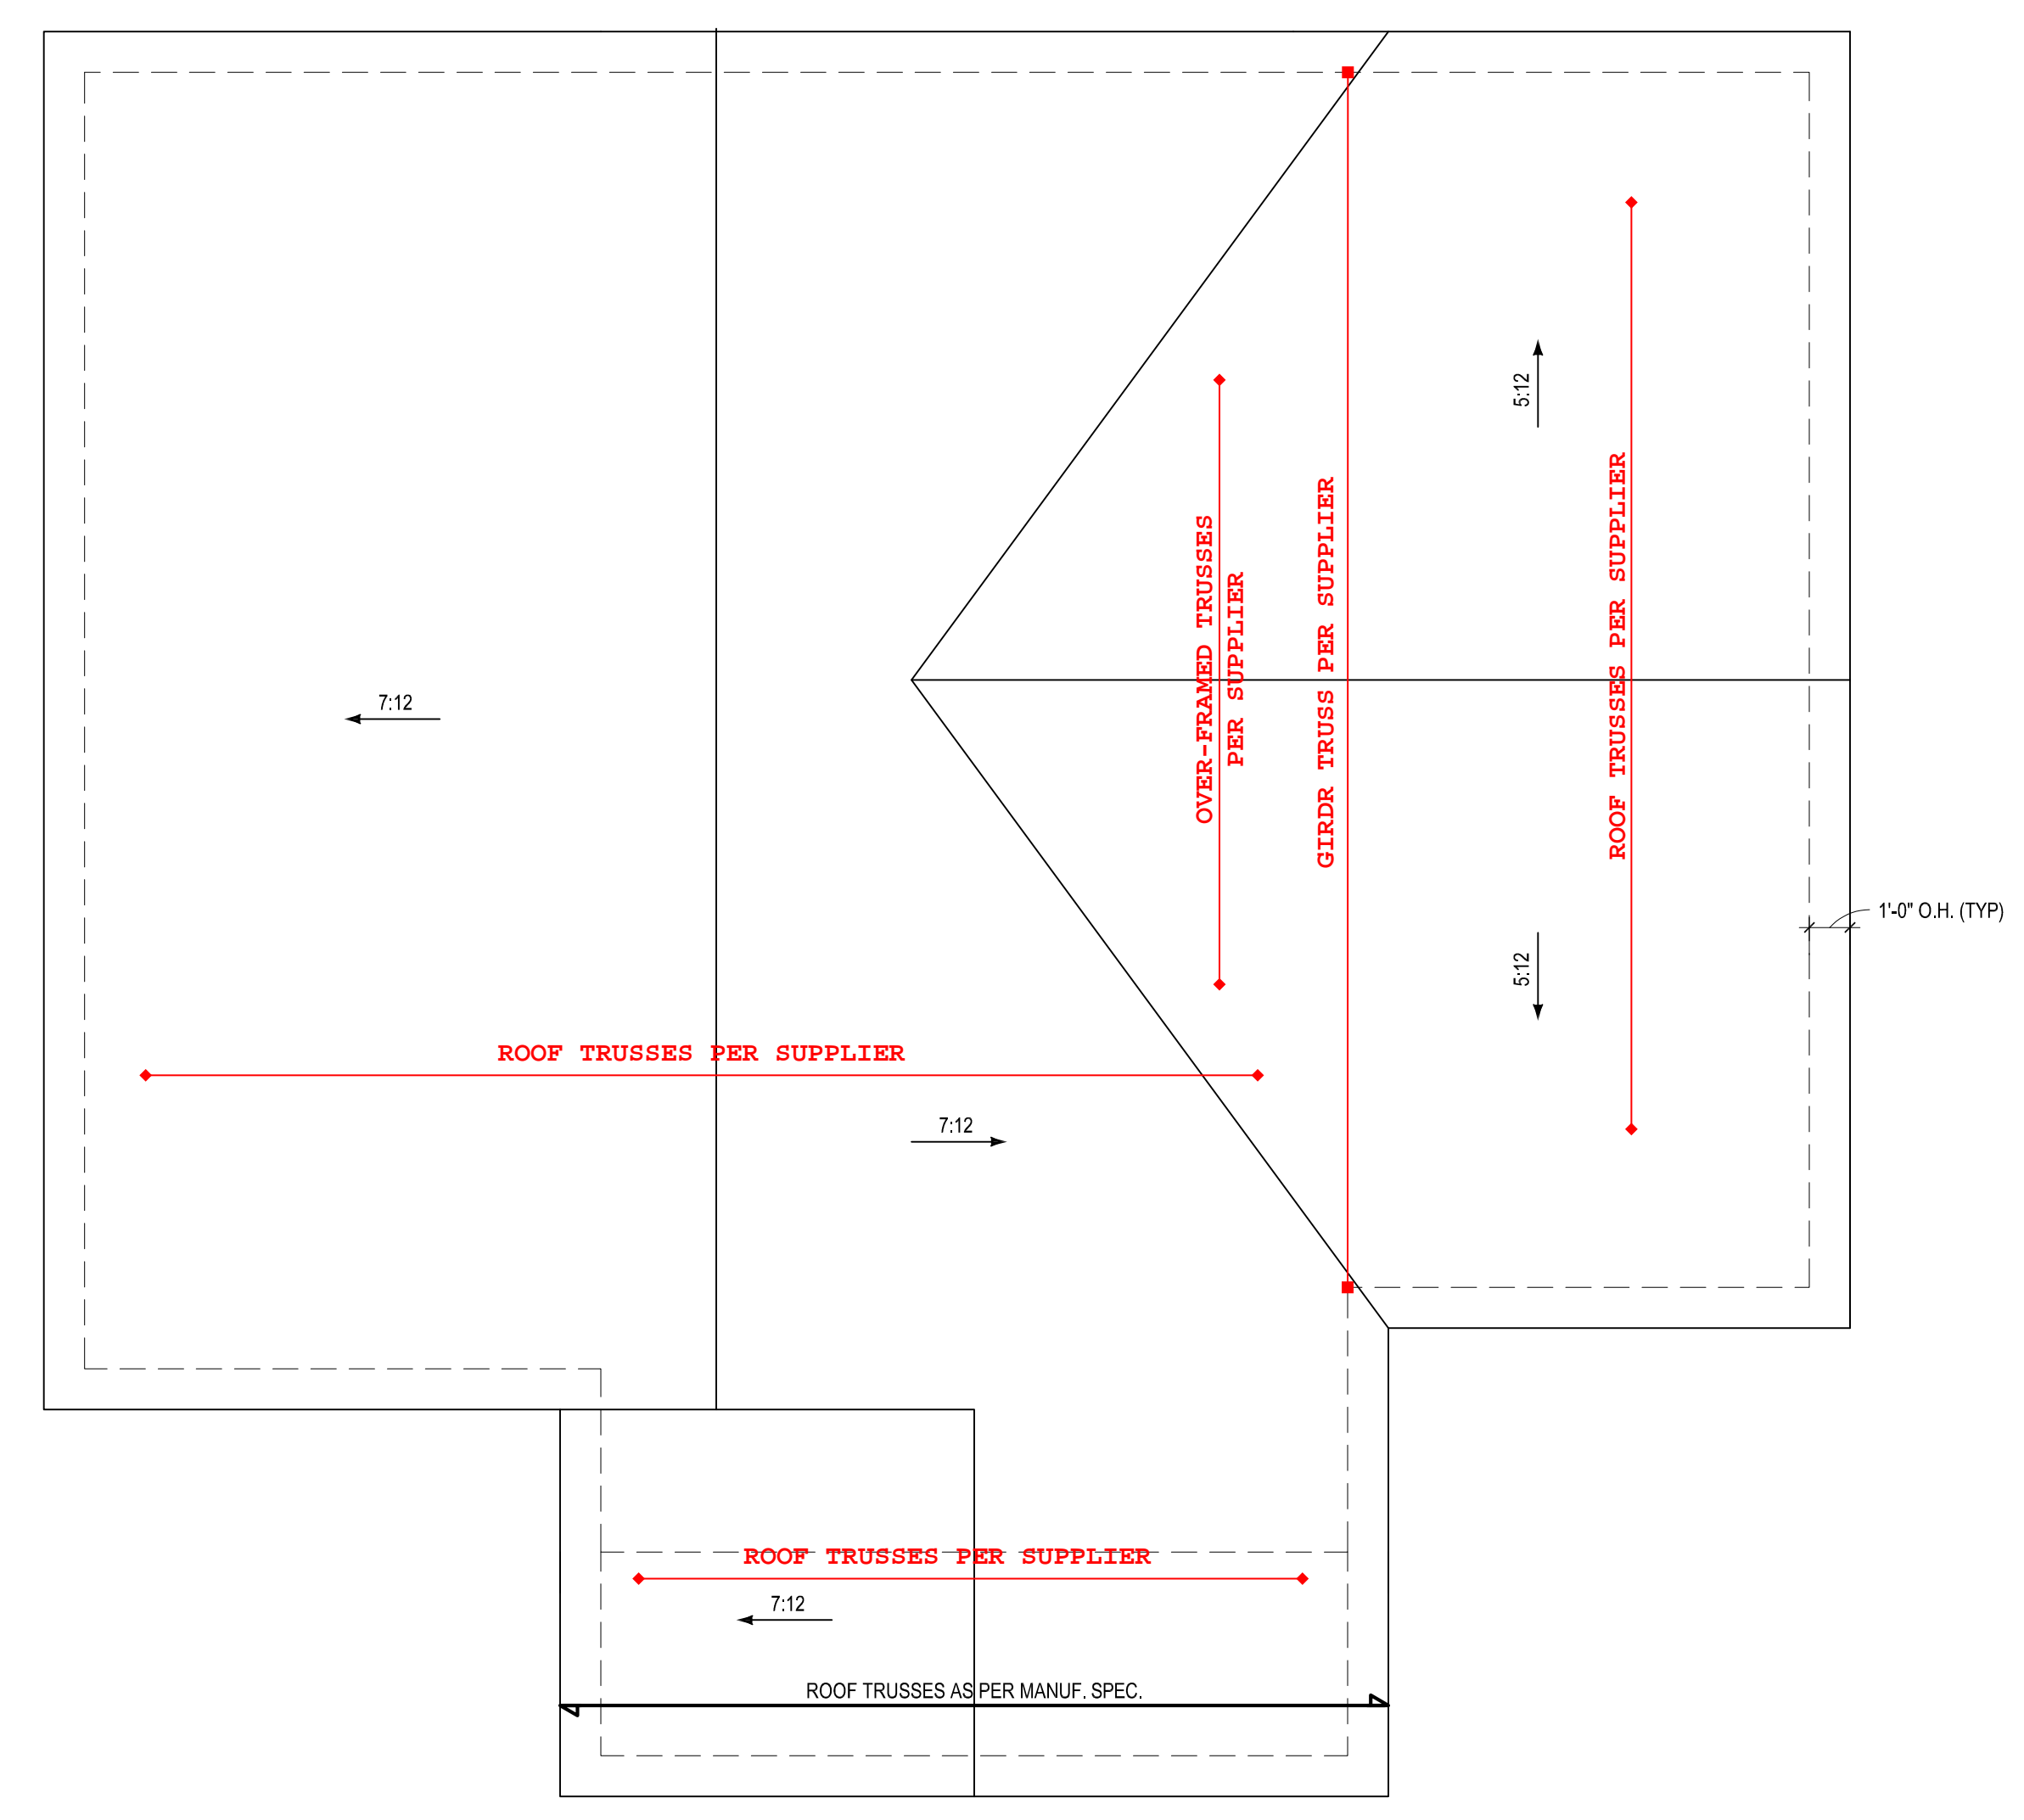 5:12
ROOF TRUSSES PER SUPPLIER
GIRDR TRUSS PER SUPPLIER
OVER-FRAMED TRUSSES
PER SUPPLIER
7:12
1'-0" O.H. (TYP)
5:12
ROOF TRUSSES PER SUPPLIER
7:12
ROOF TRUSSES PER SUPPLIER
7:12
ROOF TRUSSES AS PER MANUF. SPEC.